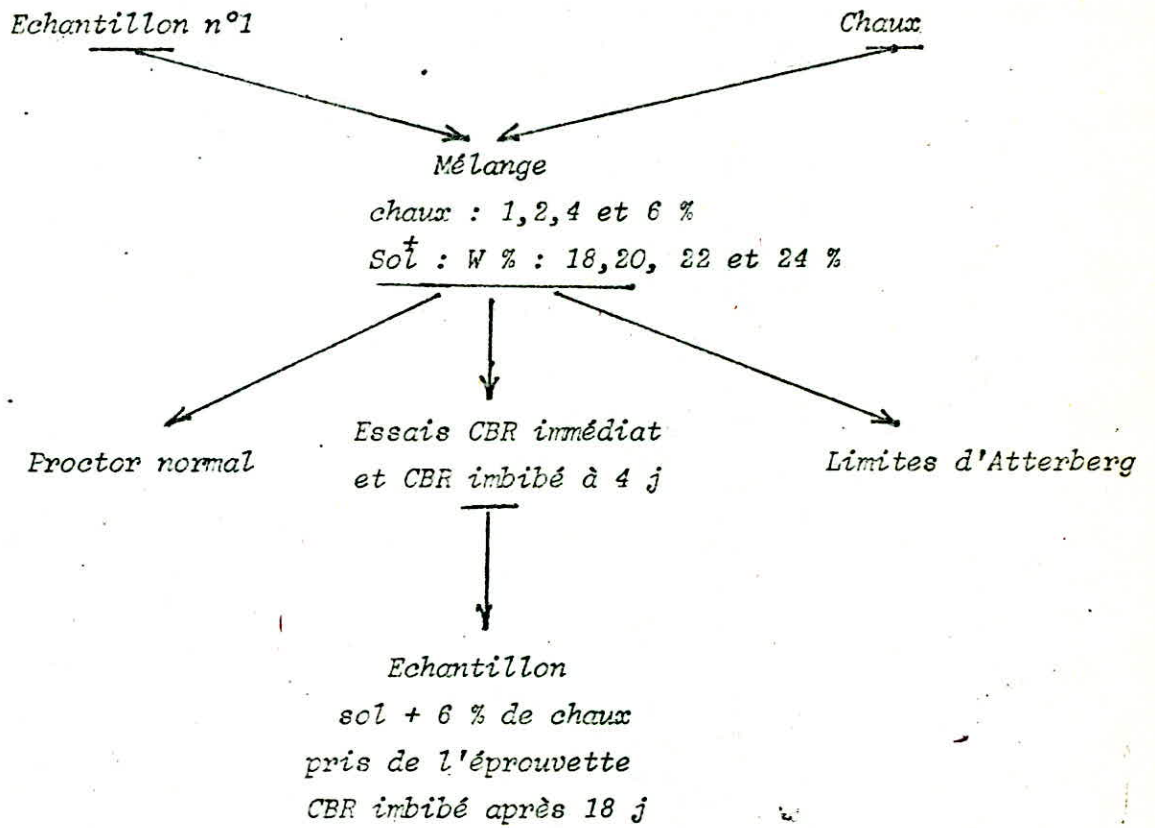 Echantillon n°1
Chaux
Mélange
chaux : 1,2,4 et 6 %
+
Sol : W % : 18,20, 22 et 24 %
Proctor normal
Essais CBR immédiat
et CBR imbibé à 4 j
Limites d'Atterberg
Echantillon
sol + 6 % de chaux
pris de l'éprouvette
CBR imbibé après 18 j